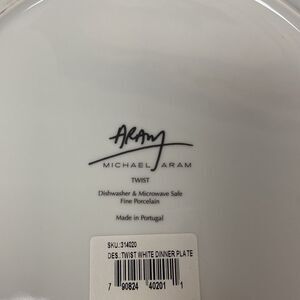 ARAM
MICHAEL ARAM
TWIST
Dishwasher & Microwave Safe
Fine Porcelain
Made in Portugal
SKU.:314020
DES.:TWIST WHITE DINNER PLATE
7 90824 40201 1